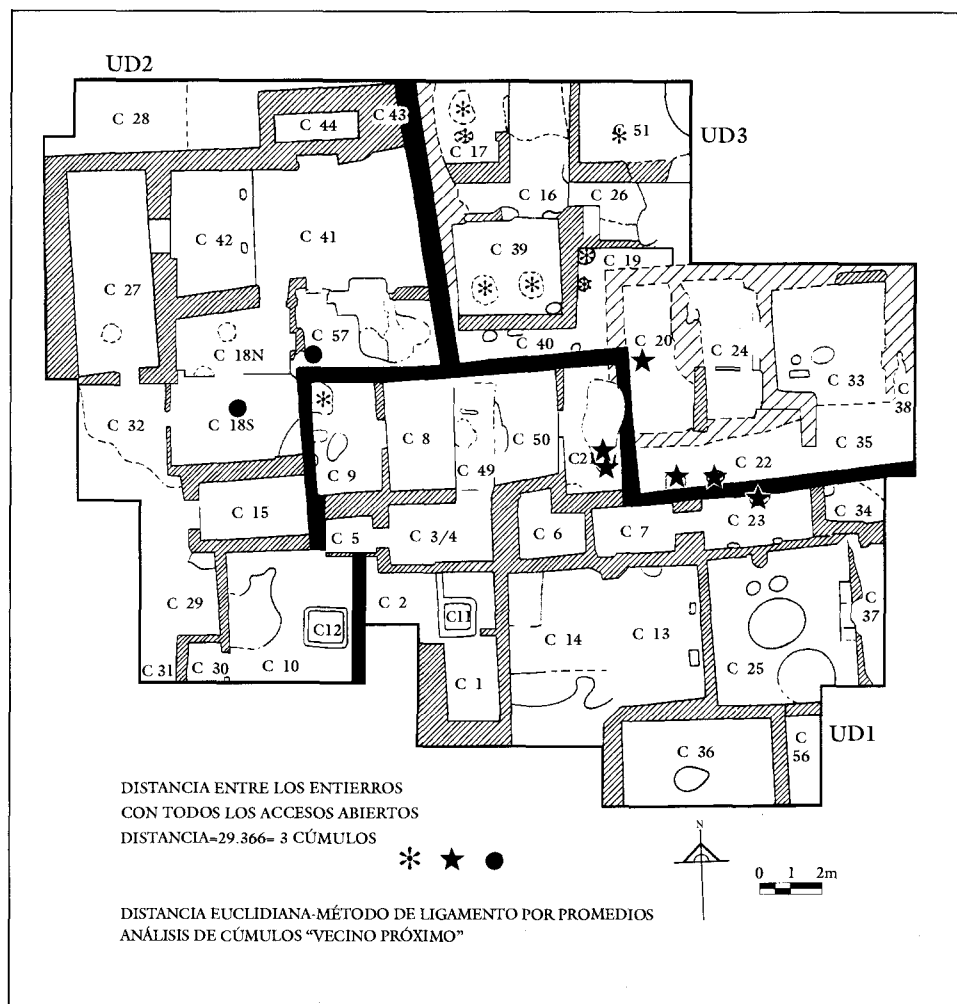 UD2
C 28
C 44
C 43
C 17
C 51
UD3
C 16
C 26
C 42
C 41
C 39
C 19
C 27
C 18N
C 57
C 40
C 20
C 24
C 33
C 38
C 32
C 18S
C 9
C 8
C 49
C 50
C21
C 22
C 35
C 15
C 5
C 3/4
C 6
C 7
C 23
C 34
C 29
C 2
C11
C 14
C 13
C 37
C12
C 31
C 30
C 10
C 1
C 25
C 36
C 56
UD1
DISTANCIA ENTRE LOS ENTIERROS
CON TODOS LOS ACCESOS ABIERTOS
DISTANCIA=29.366= 3 CÚMULOS
N
0 1 2m
DISTANCIA EUCLIDIANA-MÉTODO DE LIGAMENTO POR PROMEDIOS
ANÁLISIS DE CÚMULOS “VECINO PRÓXIMO”